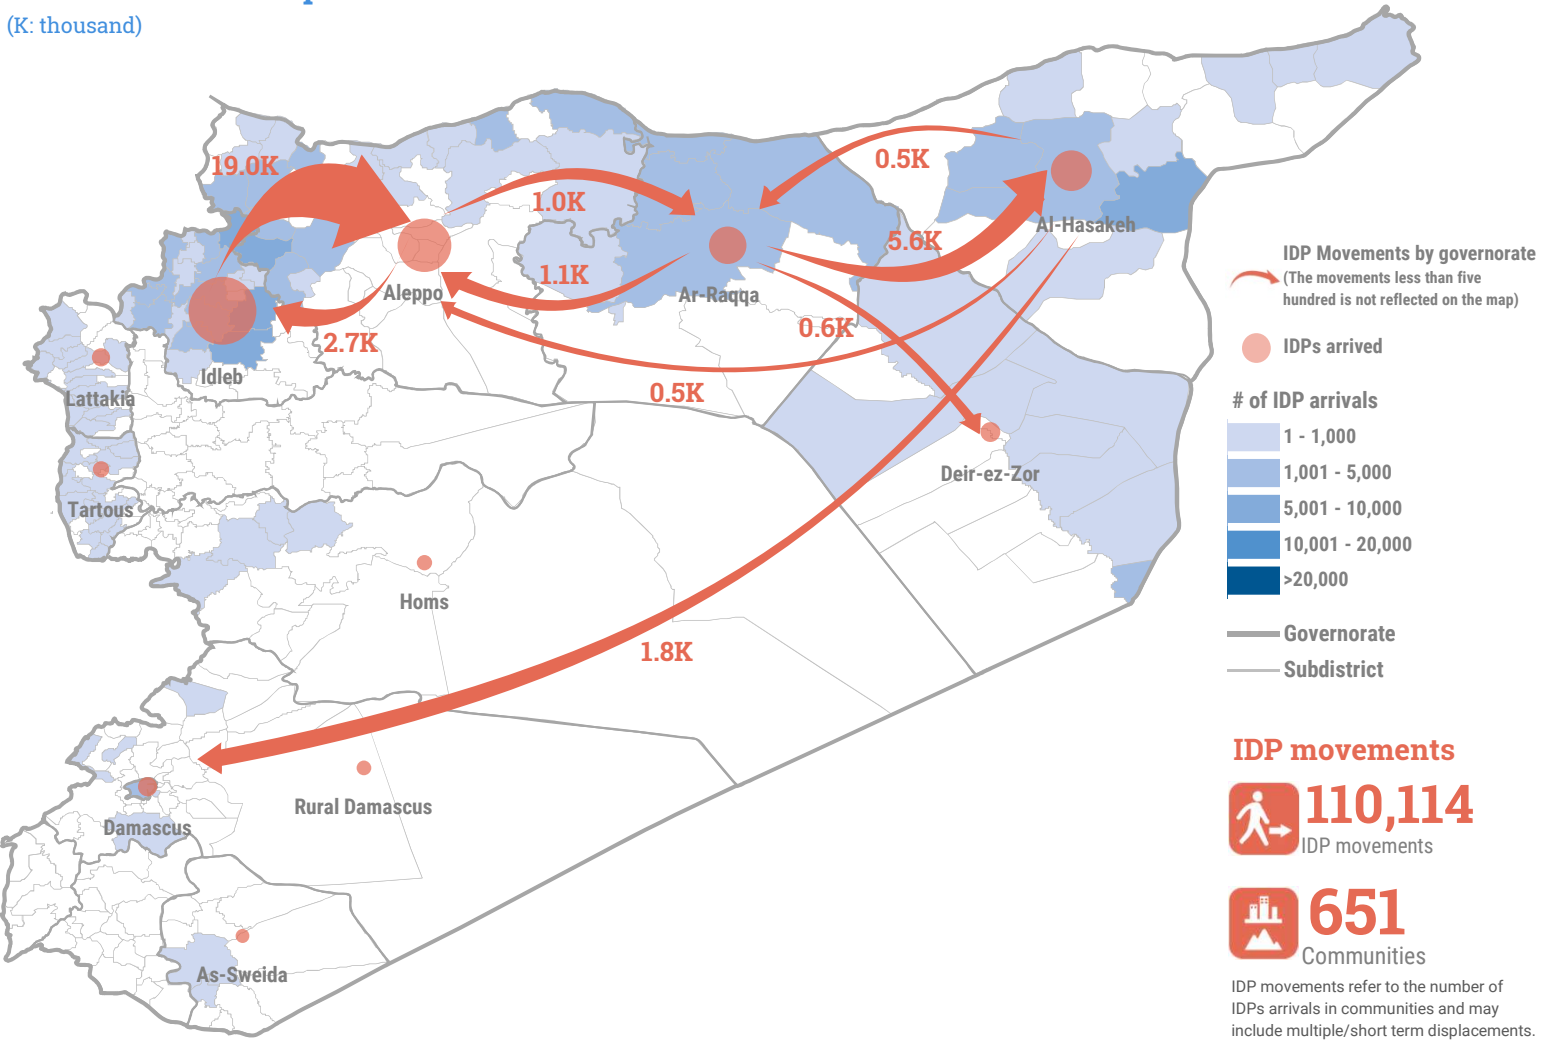 (K: thousand)
19.0K
0.5K
1.0K
Al-Hasakeh
5.6K
1.1K
Aleppo
Ar-Raqqa
0.6K
2.7K
Idleb
0.5K
Lattakia
Deir-ez-Zor
Tartous
Homs
1.8K
Rural Damascus
Damascus
As-Sweida
IDP Movements by governorate
(The movements less than five
hundred is not reflected on the map)
IDPs arrived
# of IDP arrivals
1 - 1,000
1,001 - 5,000
5,001 - 10,000
10,001 - 20,000
>20,000
Governorate
Subdistrict
IDP movements
110,114
IDP movements
651
Communities
IDP movements refer to the number of
IDPs arrivals in communities and may
include multiple/short term displacements.